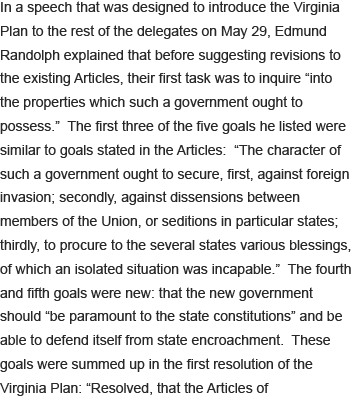 In a speech that was designed to introduce the Virginia
Plan to the rest of the delegates on May 29, Edmund
Randolph explained that before suggesting revisions to
the existing Articles, their first task was to inquire “into
the properties which such a government ought to
possess.”  The first three of the five goals he listed were
similar to goals stated in the Articles:  “The character of
such a government ought to secure, first, against foreign
invasion; secondly, against dissensions between
members of the Union, or seditions in particular states;
thirdly, to procure to the several states various blessings,
of which an isolated situation was incapable.”  The fourth
and fifth goals were new: that the new government
should “be paramount to the state constitutions” and be
able to defend itself from state encroachment.  These
goals were summed up in the first resolution of the
Virginia Plan: “Resolved, that the Articles of